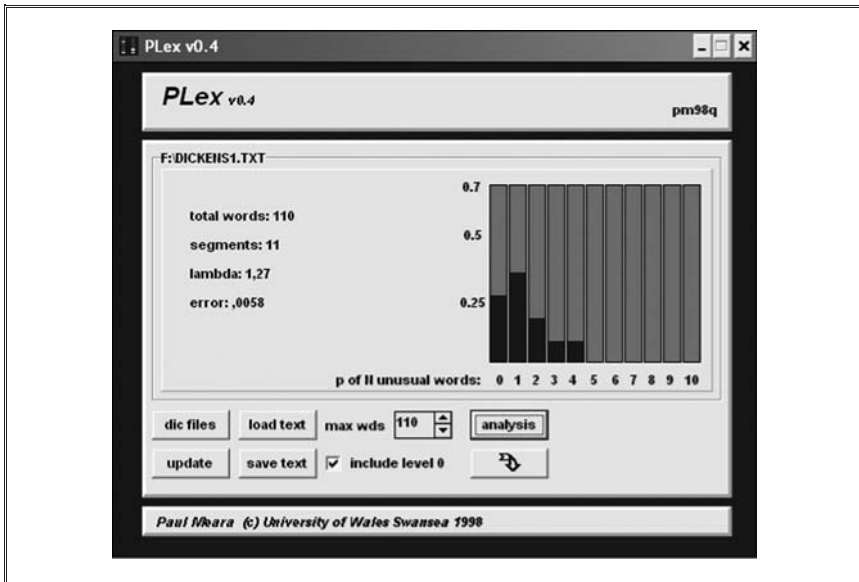 PLex v0.4
PLex v0.4
pm98q
F:\DICKENS1.TXT
total words: 110
segments: 11
lambda: 1,27
error: ,0058
0.7
0.5
0.25
p of N unusual words: 0 1 2 3 4 5 6 7 8 9 10
dic files load text max wds 110 analysis
update save text include level 0
Paul Meara (c) University of Wales Swansea 1998